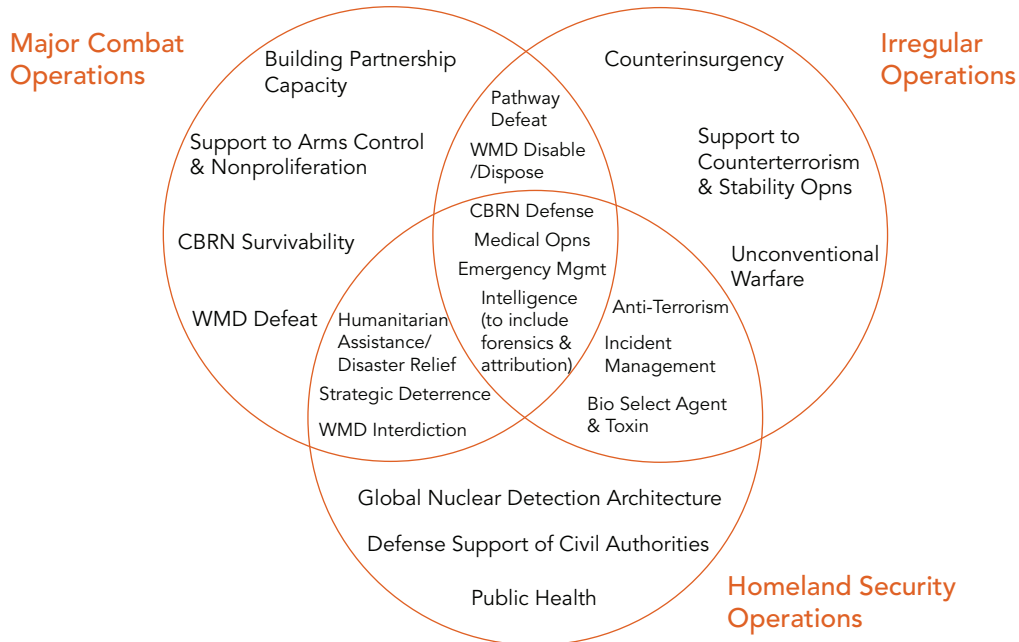 Major Combat
Operations
Irregular
Operations
Building Partnership
Capacity
Support to Arms Control
& Nonproliferation
CBRN Survivability
WMD Defeat
Pathway
Defeat
WMD Disable
/Dispose
Counterinsurgency
Support to
Counterterrorism
& Stability Opns
Unconventional
Warfare
CBRN Defense
Medical Opns
Emergency Mgmt
Intelligence
(to include
forensics &
attribution)
Humanitarian
Assistance/
Disaster Relief
Strategic Deterrence
WMD Interdiction
Anti-Terrorism
Incident
Management
Bio Select Agent
& Toxin
Global Nuclear Detection Architecture
Defense Support of Civil Authorities
Public Health
Homeland Security
Operations